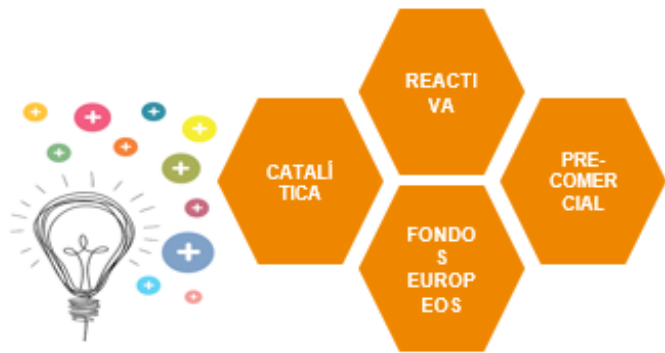 REACTI
VA
CATALÍ
TICA
PRE-
COMER
CIAL
FONDO
S
EUROP
EOS